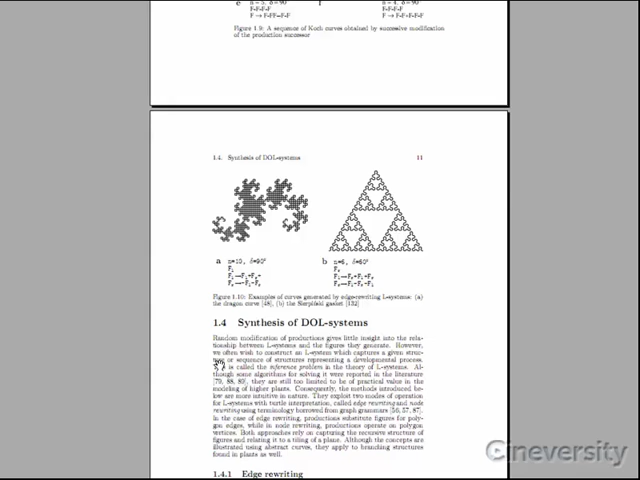 F-F-F-F
Figure 1.9: A sequence of Koch curves obtained by successive modification
of the production successor
1.4. Synthesis of DOL-systems 11
a n=10, δ=90° b n=6, δ=60°
Figure 1.10: Examples of curves generated by edge-rewriting L-systems: (a)
the dragon curve [48], (b) the Sierpiński gasket [132]
1.4 Synthesis of DOL-systems
Random modification of productions gives little insight into the rela-
tionship between L-systems and the figures they generate. However,
we often wish to construct an L-system which captures a given struc-
or sequence of structures representing a developmental process.
is called the inference problem in the theory of L-systems. Al-
though some algorithms for solving it were reported in the literature
[79, 88, 89], they are still too limited to be of practical value in the
modeling of higher plants. Consequently, the methods introduced be-
low are more intuitive in nature. They exploit two modes of operation
for L-systems with turtle interpretation, called edge rewriting and node
rewriting using terminology borrowed from graph grammars [56, 57, 87].
In the case of edge rewriting, productions substitute figures for poly-
gon edges, while in node rewriting, productions operate on polygon
vertices. Both approaches rely on capturing the recursive structure of
figures and relating it to a tiling of a plane. Although the concepts are
illustrated using abstract curves, they apply to branching structures
found in plants as well.
1.4.1 Edge rewriting
Cineversity